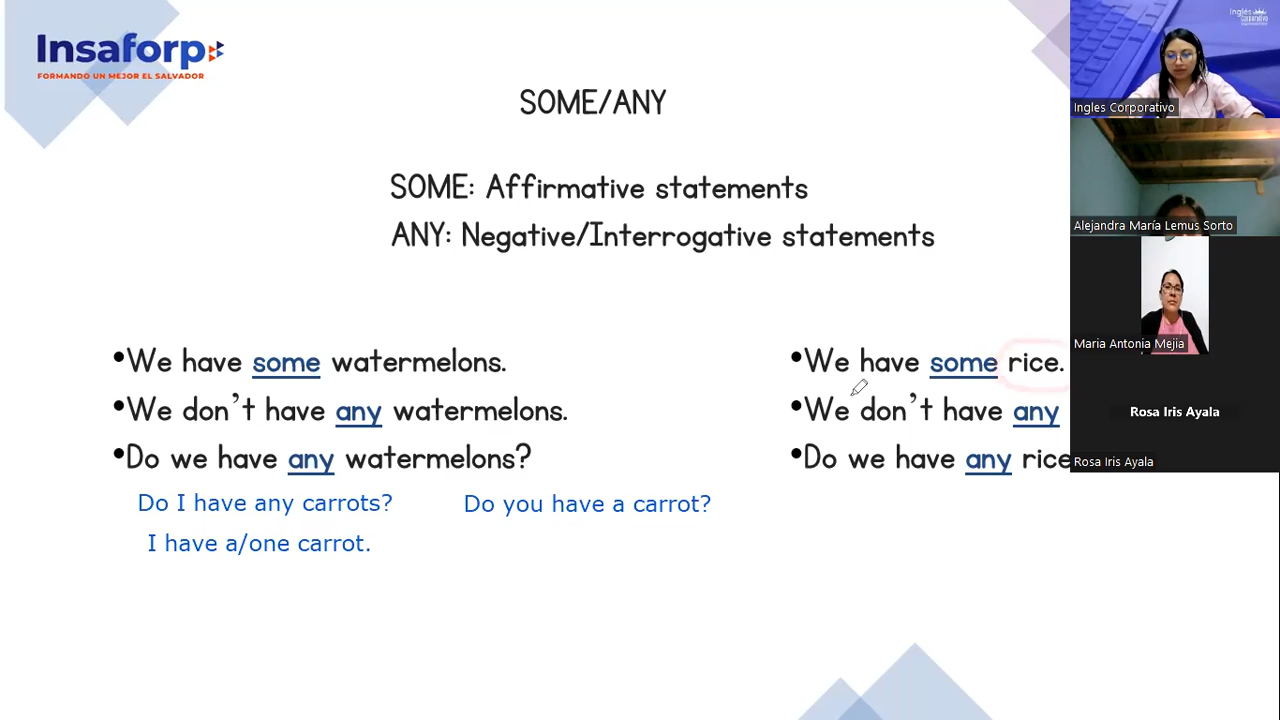 Insaforp
FORMANDO UN MEJOR EL SALVADOR
SOME/ANY
SOME: Affirmative statements
ANY: Negative/Interrogative statements
•We have some watermelons.
•We don't have any watermelons.
•Do we have any watermelons?
Do I have any carrots?
Do you have a carrot?
I have a/one carrot.
•We have some rice.
•We don't have any
•Do we have any rice
Inglés
Corporativo
Ingles Corporativo
Alejandra María Lemus Sorto
Maria Antonia Mejia
Rosa Iris Ayala
Rosa Iris Ayala